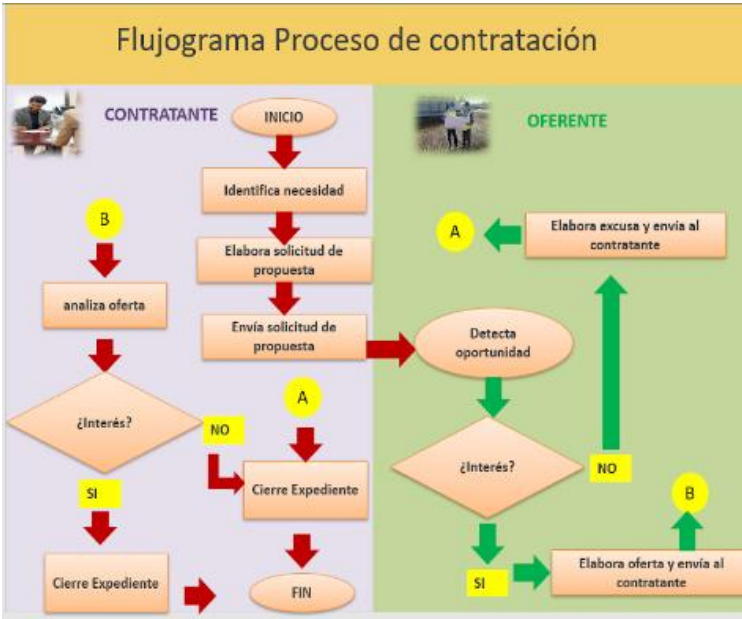 Flujograma Proceso de contratación
CONTRATANTE
INICIO
Identifica necesidad
Elabora solicitud de
propuesta
Envía solicitud de
propuesta
B
analiza oferta
¿Interés?
NO
SI
A
Cierre Expediente
Cierre Expediente
FIN
OFERENTE
A
Elabora excusa y envía al
contratante
Detecta
oportunidad
¿Interés?
NO
SI
B
Elabora oferta y envía al
contratante